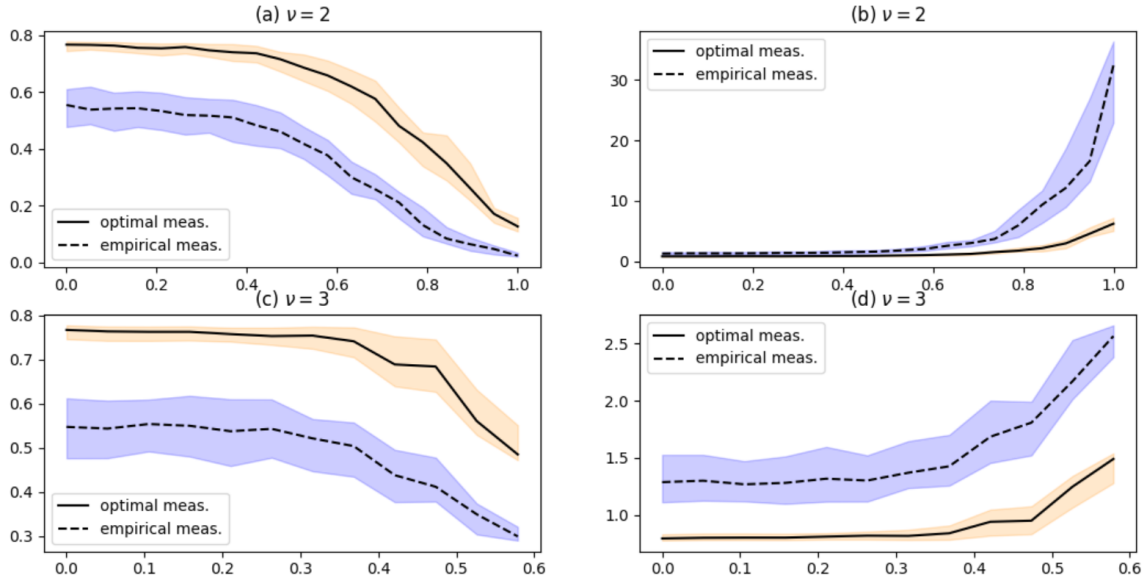 (a) ν = 2
0.8
0.6
0.4
0.2
0.0
optimal meas.
empirical meas.
0.0 0.2 0.4 0.6 0.8 1.0
(b) ν = 2
30
20
10
0
optimal meas.
empirical meas.
0.0 0.2 0.4 0.6 0.8 1.0
(c) ν = 3
0.8
0.7
0.6
0.5
0.4
0.3
optimal meas.
empirical meas.
0.0 0.1 0.2 0.3 0.4 0.5 0.6
(d) ν = 3
2.5
2.0
1.5
1.0
optimal meas.
empirical meas.
0.0 0.1 0.2 0.3 0.4 0.5 0.6